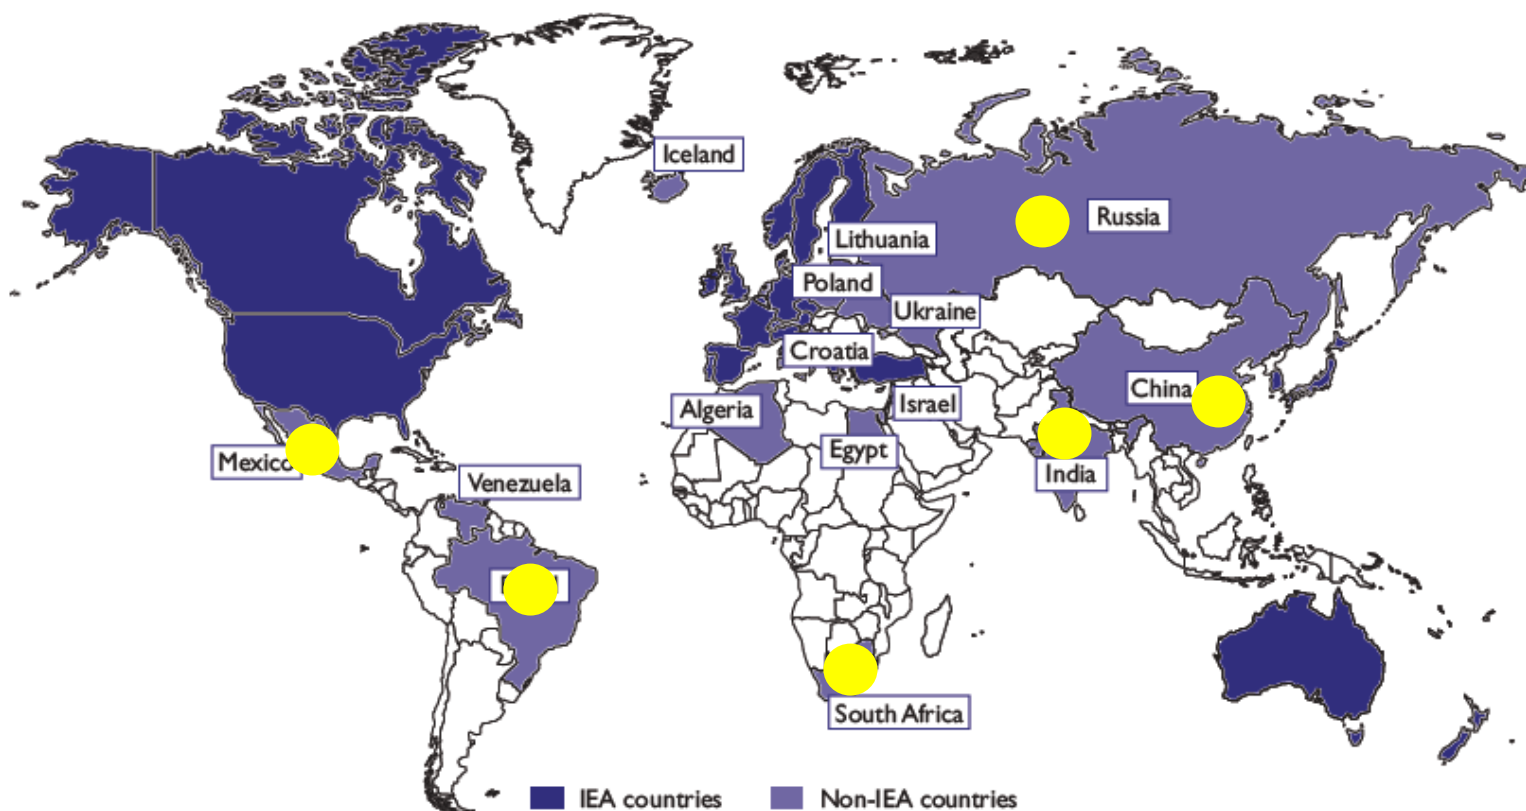 Iceland
Russia
Lithuania
Poland
Ukraine
Croatia
China
Algeria
Israel
Egypt
Mexico
India
Venezuela
South Africa
IEA countries
Non-IEA countries